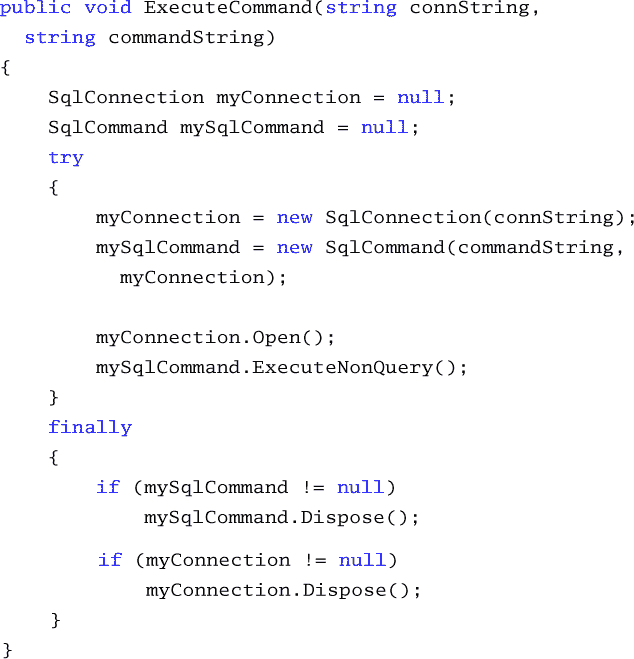 public void ExecuteCommand(string connString,
  string commandString)
{
    SqlConnection myConnection = null;
    SqlCommand mySqlCommand = null;
    try
    {
        myConnection = new SqlConnection(connString);
        mySqlCommand = new SqlCommand(commandString,
          myConnection);

        myConnection.Open();
        mySqlCommand.ExecuteNonQuery();
    }
    finally
    {
        if (mySqlCommand != null)
            mySqlCommand.Dispose();
        if (myConnection != null)
            myConnection.Dispose();
    }
}